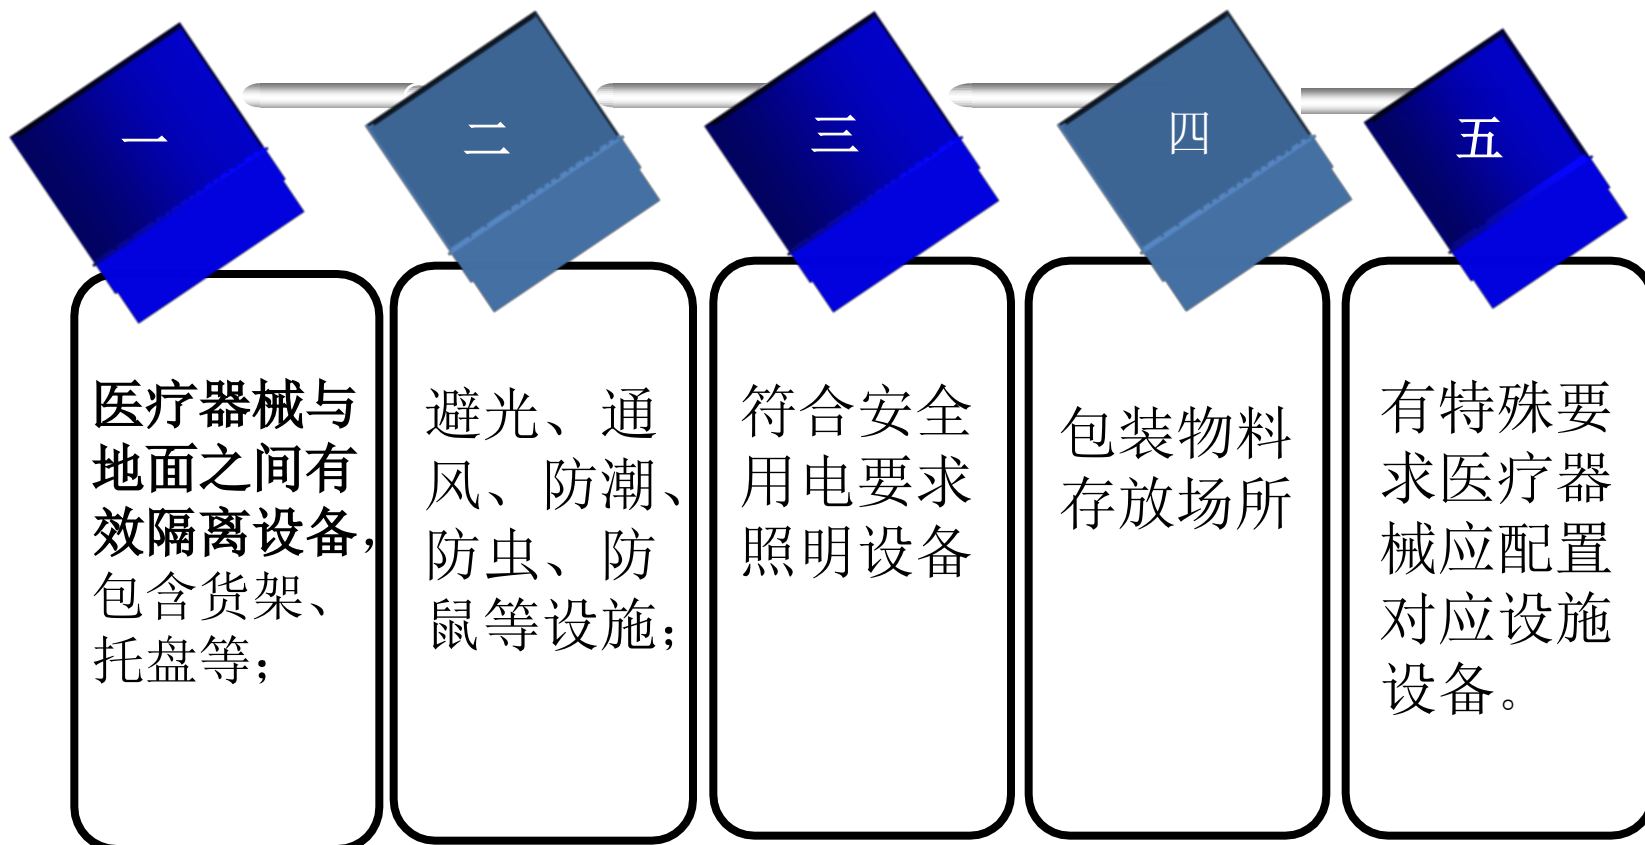 一
医疗器械与
地面之间有
效隔离设备,
包含货架、
托盘等;
二
避光、通
风、防潮、
防虫、防
鼠等设施;
三
符合安全
用电要求
照明设备
四
包装物料
存放场所
五
有特殊要
求医疗器
械应配置
对应设施
设备。